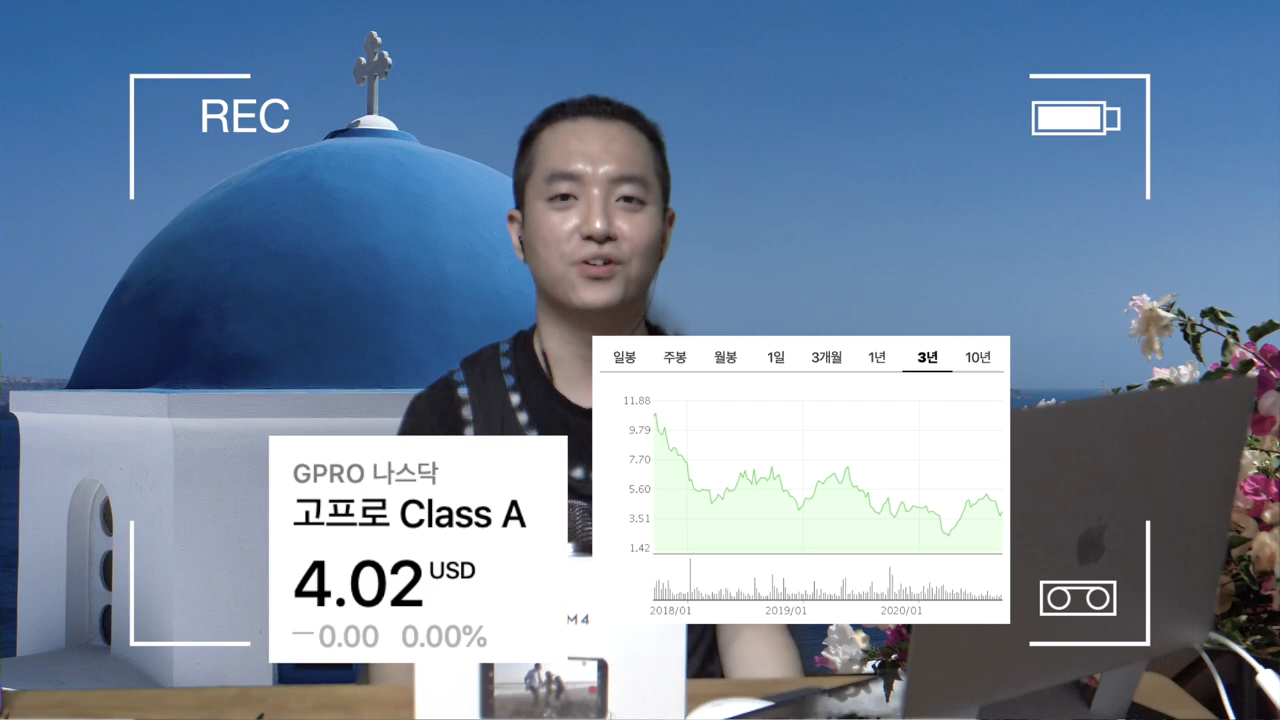 REC
GPRO 나스닥
고프로 Class A
4.02 USD
—0.00 0.00%
일봉 주봉 월봉 1일 3개월 1년 3년 10년
11.88
9.79
7.70
5.60
3.51
1.42
2018/01 2019/01 2020/01
M4